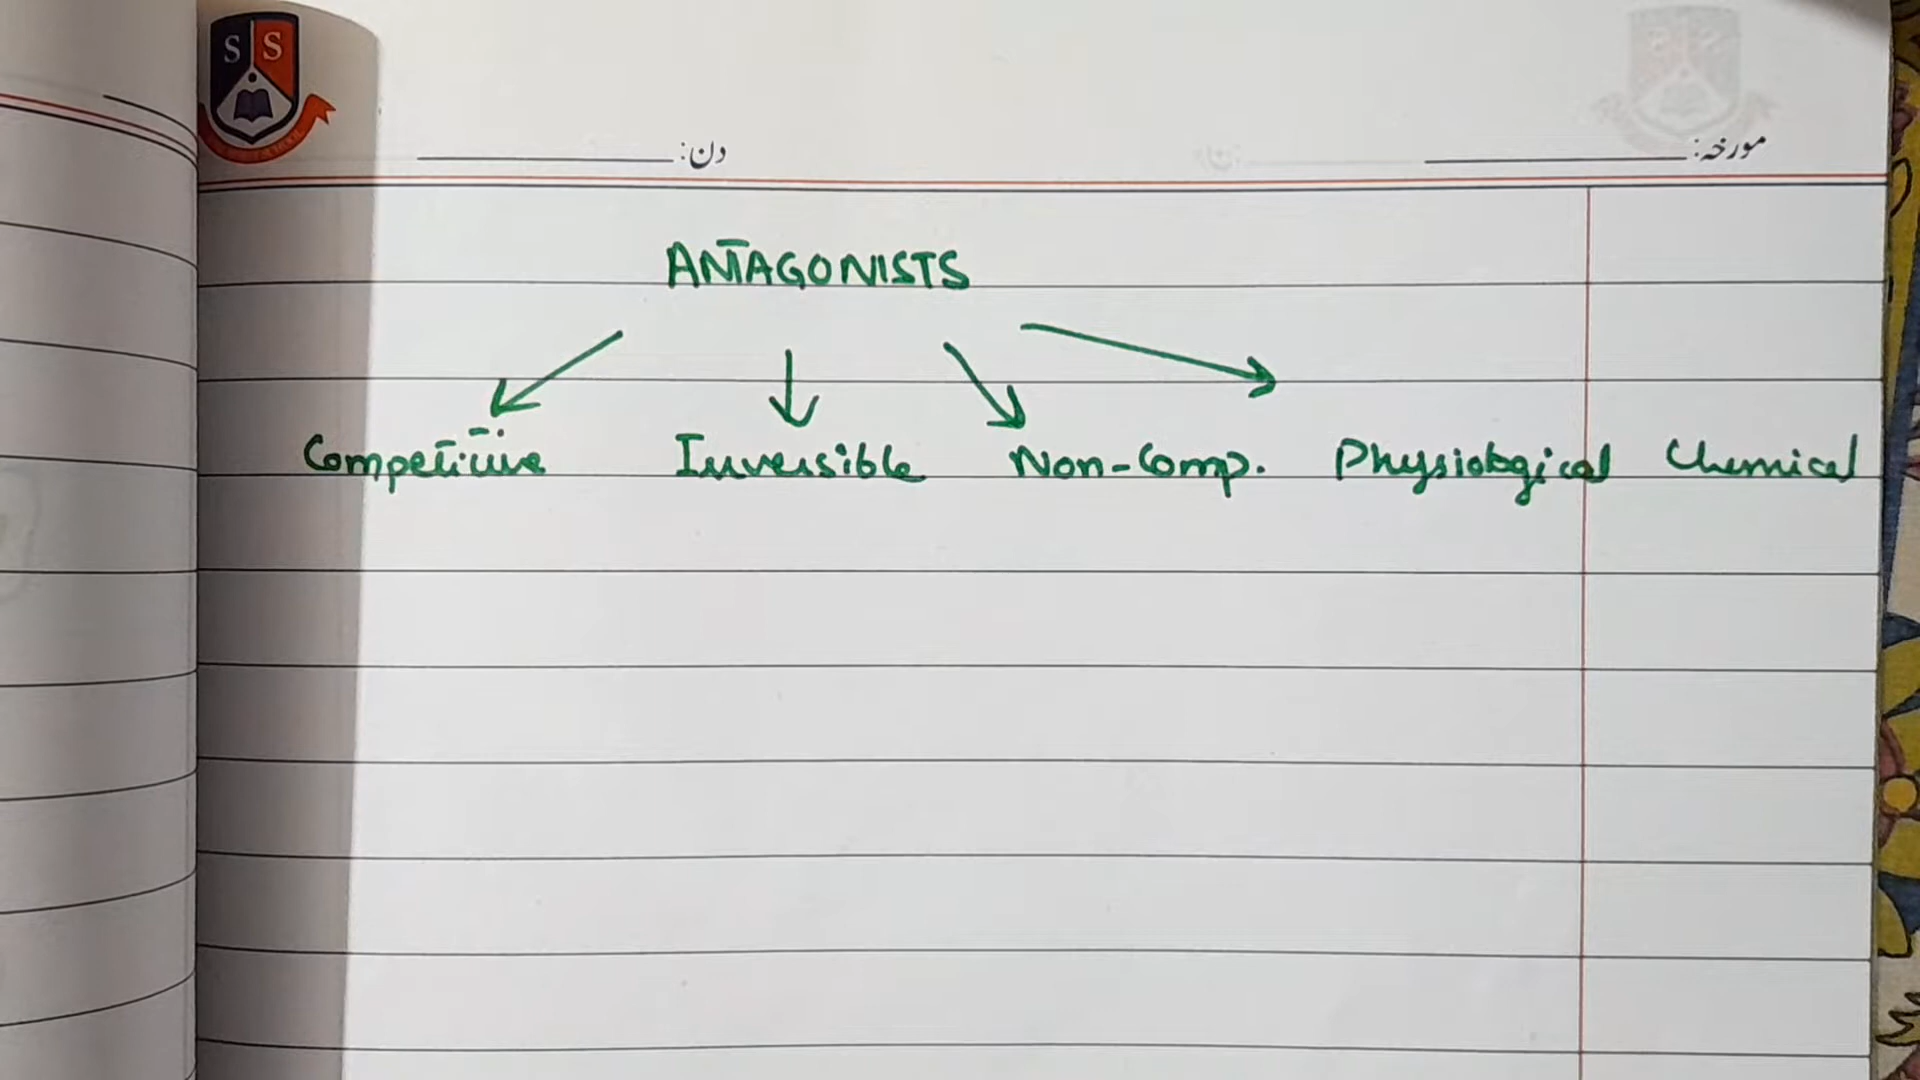 S S
دن: مورخہ:
ANTAGONISTS
Competitive Irreversible Non-Comp. Physiological Chemical